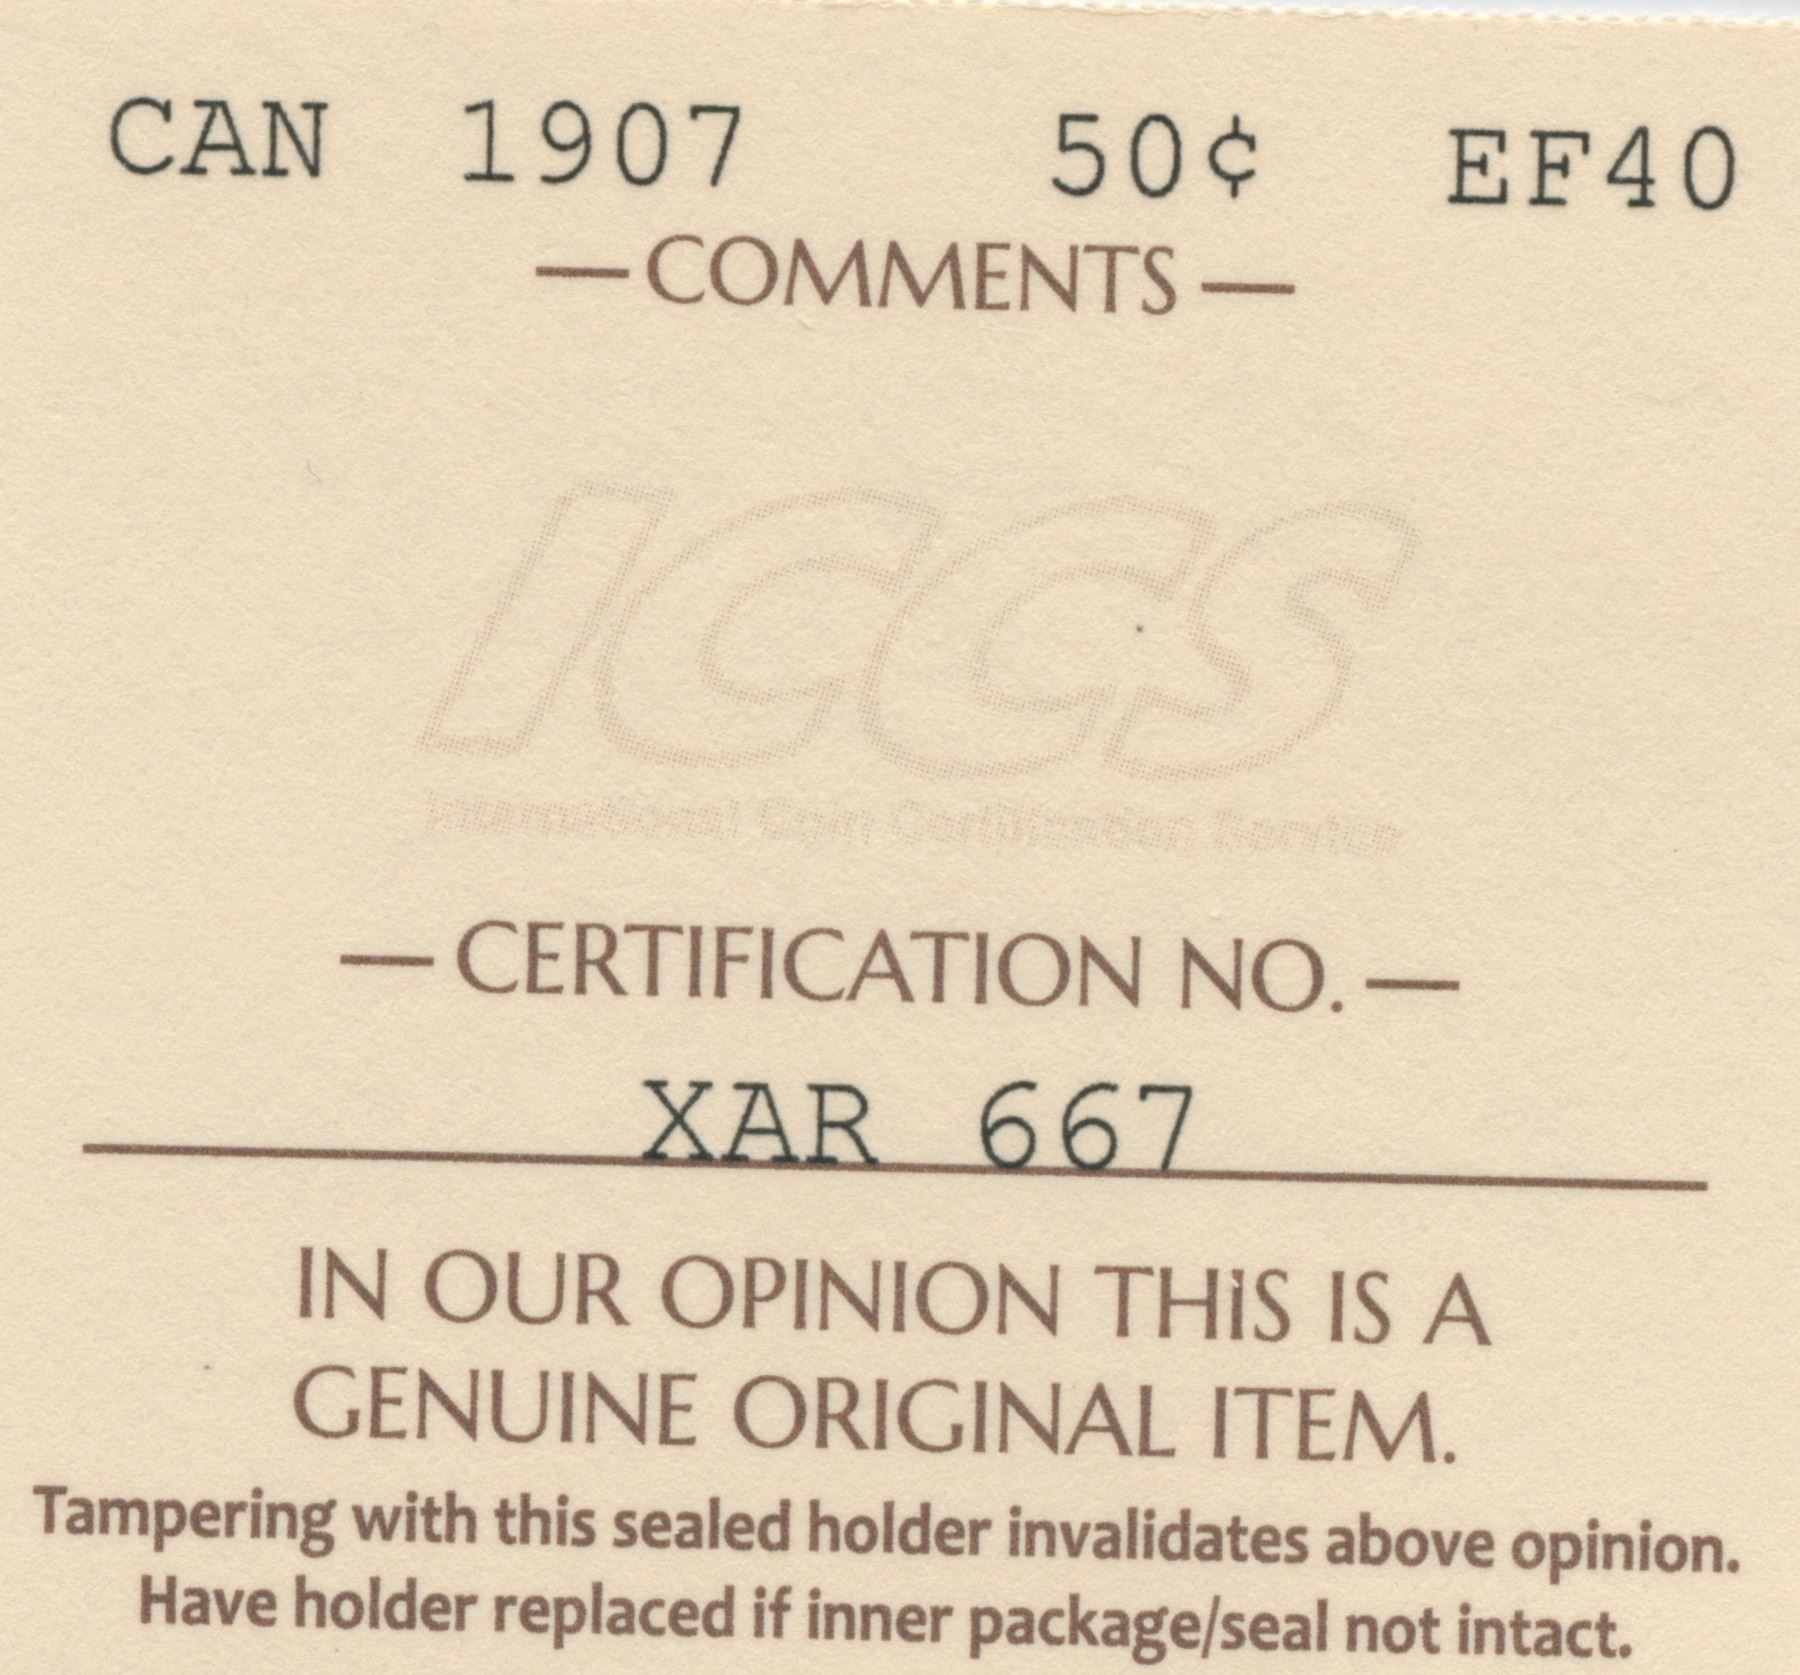 CAN 1907 50¢ EF40
—COMMENTS—
ICCS
International Coin Certification Service
—CERTIFICATION NO.—
XAR 667
IN OUR OPINION THIS IS A
GENUINE ORIGINAL ITEM.
Tampering with this sealed holder invalidates above opinion.
Have holder replaced if inner package/seal not intact.